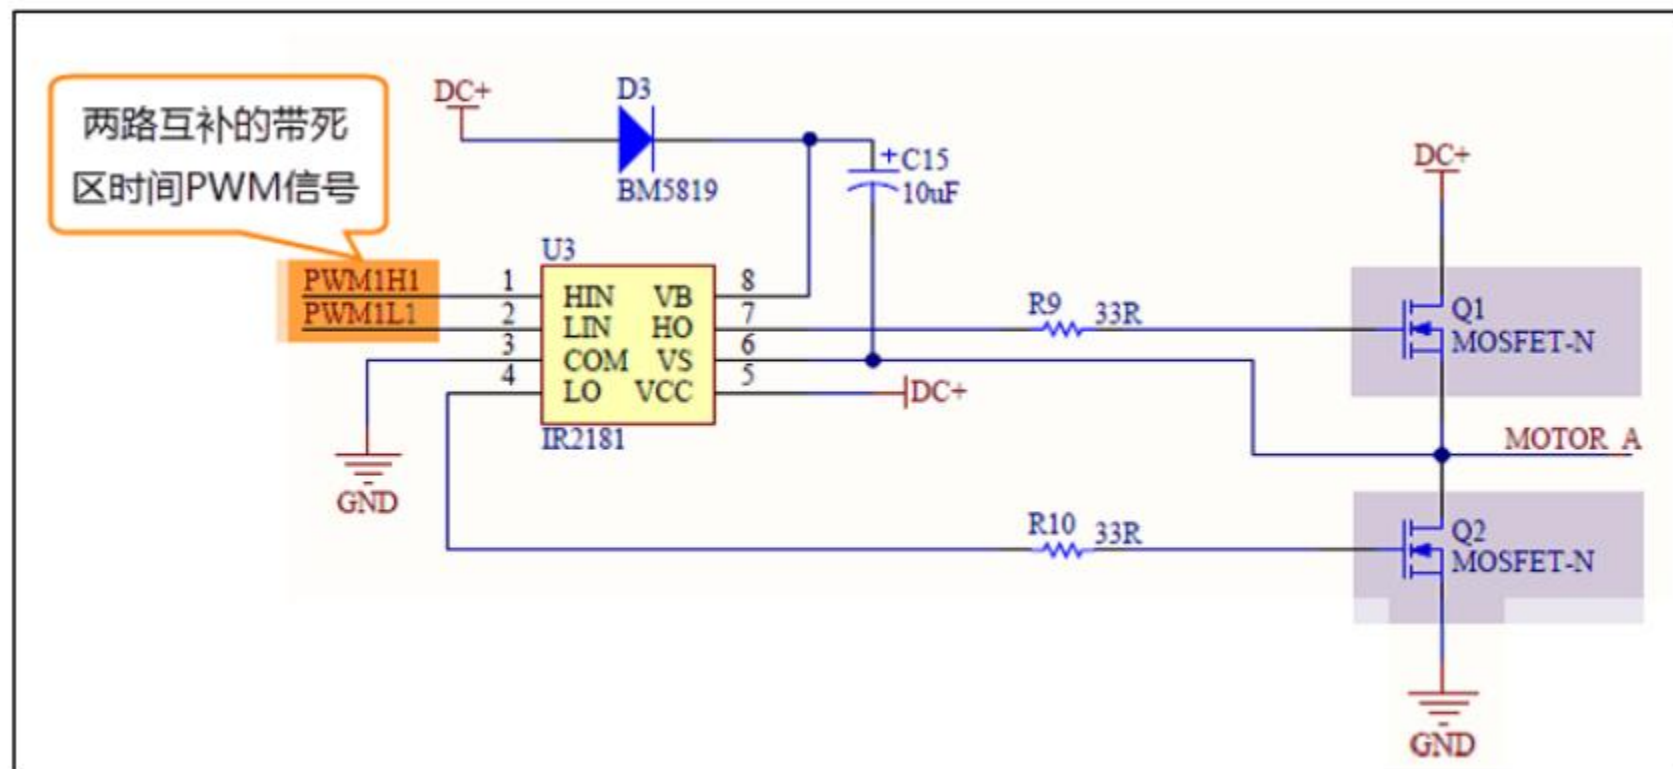 两路互补的带死
区时间PWM信号
DC+
D3
BM5819
+
C15
10uF
DC+
U3
PWM1H1
1
HIN
VB
8
PWM1L1
2
LIN
HO
7
R9
33R
Q1
MOSFET-N
3
COM
VS
6
4
LO
VCC
5
DC+
IR2181
MOTOR_A
GND
R10
33R
Q2
MOSFET-N
GND